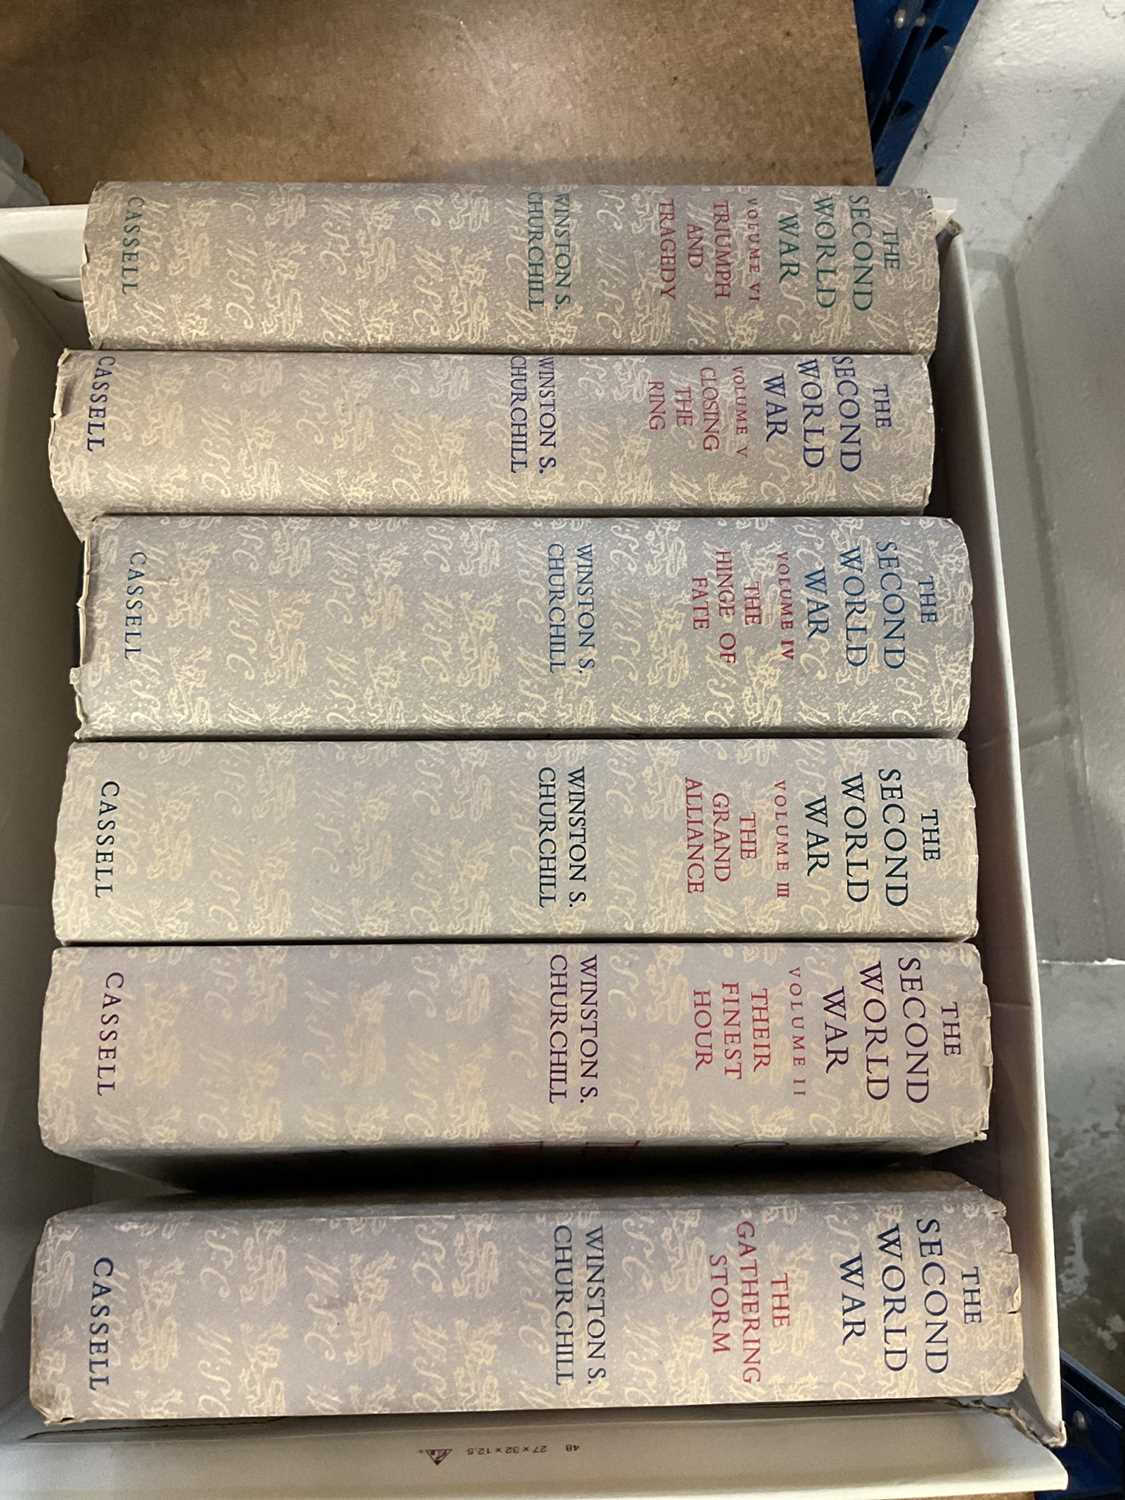 THE
SECOND
WORLD
WAR
VOLUME VI
TRIUMPH
AND
TRAGEDY
WINSTON S.
CHURCHILL
CASSELL
THE
SECOND
WORLD
WAR
VOLUME V
CLOSING
THE
RING
WINSTON S.
CHURCHILL
CASSELL
THE
SECOND
WORLD
WAR
VOLUME IV
THE
HINGE OF
FATE
WINSTON S.
CHURCHILL
CASSELL
THE
SECOND
WORLD
WAR
VOLUME III
THE
GRAND
ALLIANCE
WINSTON S.
CHURCHILL
CASSELL
THE
SECOND
WORLD
WAR
VOLUME II
THEIR
FINEST
HOUR
WINSTON S.
CHURCHILL
CASSELL
THE
SECOND
WORLD
WAR
THE
GATHERING
STORM
WINSTON S.
CHURCHILL
CASSELL
48 27 x 32 x 12.5